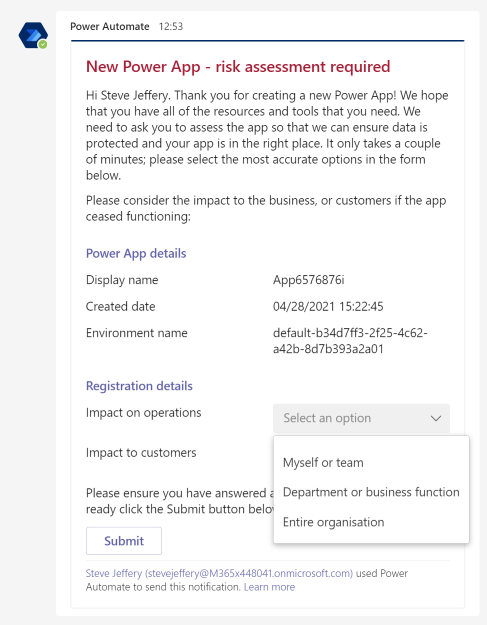 Power Automate 12:53
New Power App - risk assessment required
Hi Steve Jeffery. Thank you for creating a new Power App! We hope
that you have all of the resources and tools that you need. We
need to ask you to assess the app so that we can ensure data is
protected and your app is in the right place. It only takes a couple
of minutes; please select the most accurate options in the form
below.
Please consider the impact to the business, or customers if the app
ceased functioning:
Power App details
Display name App6576876i
Created date 04/28/2021 15:22:45
Environment name default-b34d7ff3-2f25-4c62-
a42b-8d7b393a2a01
Registration details
Impact on operations Select an option
Impact to customers
Myself or team
Department or business function
Entire organisation
Please ensure you have answered
ready click the Submit button
Submit
Steve Jeffery (stevejeffery@M365x448041.onmicrosoft.com) used Power
Automate to send this notification. Learn more